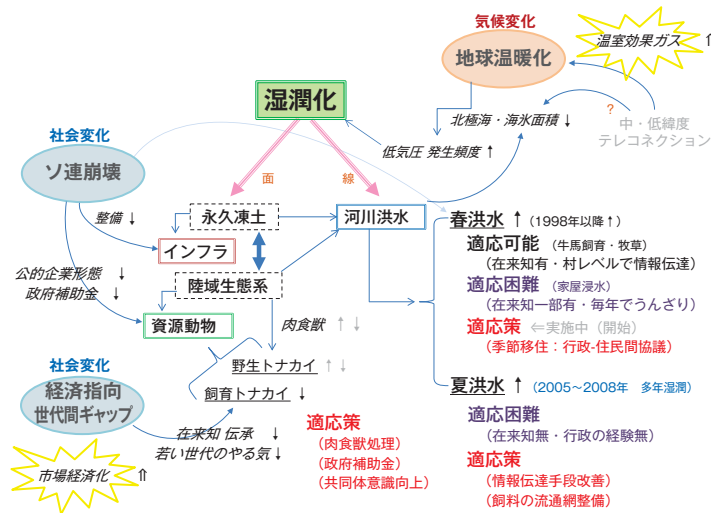 気候変化
温室効果ガス ⇑
地球温暖化
湿潤化
北極海・海氷面積 ↓
?
中・低緯度
テレコネクション
低気圧 発生頻度 ↑
社会変化
ソ連崩壊
面
線
整備 ↓
永久凍土
河川洪水
インフラ
公的企業形態 ↓
政府補助金 ↓
陸域生態系
資源動物
肉食獣 ↑ ↓
野生トナカイ ↑ ↓
飼育トナカイ ↓
社会変化
経済指向
世代間ギャップ
在来知 伝承 ↓
若い世代のやる気 ↓
市場経済化 ⇑
適応策
（肉食獣処理）
（政府補助金）
（共同体意識向上）
春洪水 ↑（1998年以降↑）
適応可能 （牛馬飼育・牧草）
（在来知有・村レベルで情報伝達）
適応困難 （家屋浸水）
（在来知一部有・毎年でうんざり）
適応策 ⇐実施中（開始）
（季節移住：行政-住民間協議）
夏洪水 ↑（2005〜2008年 多年湿潤）
適応困難
（在来知無・行政の経験無）
適応策
（情報伝達手段改善）
（飼料の流通網整備）